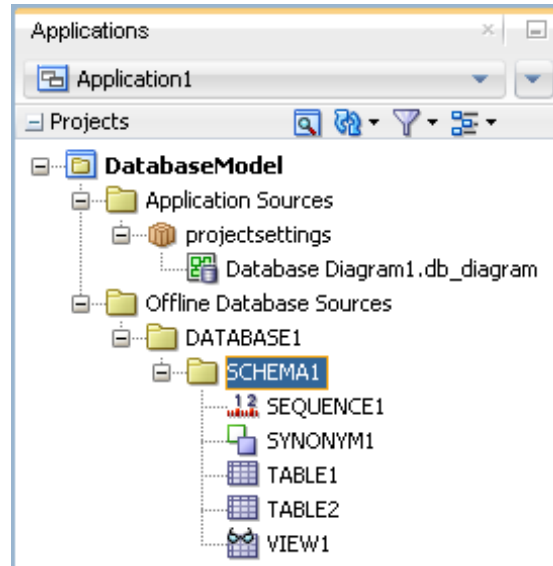 Applications
Application1
Projects
DatabaseModel
Application Sources
projectsettings
Database Diagram1.db_diagram
Offline Database Sources
DATABASE1
SCHEMA1
SEQUENCE1
SYNONYM1
TABLE1
TABLE2
VIEW1